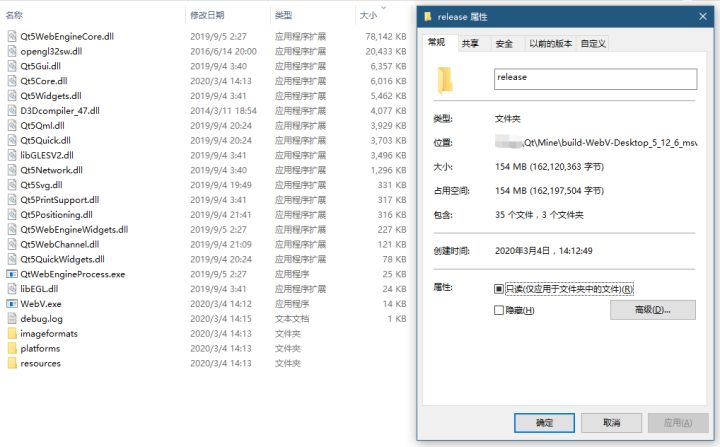 名称 修改日期 类型 大小
Qt5WebEngineCore.dll 2019/9/5 2:27 应用程序扩展 78,142 KB
opengl32sw.dll 2016/6/14 20:00 应用程序扩展 20,433 KB
Qt5Gui.dll 2019/9/4 3:40 应用程序扩展 6,357 KB
Qt5Core.dll 2020/3/4 14:13 应用程序扩展 6,016 KB
Qt5Widgets.dll 2019/9/4 3:40 应用程序扩展 5,462 KB
D3Dcompiler_47.dll 2014/3/11 18:54 应用程序扩展 4,077 KB
Qt5Qml.dll 2019/9/4 20:24 应用程序扩展 3,929 KB
Qt5Quick.dll 2019/9/4 20:24 应用程序扩展 3,703 KB
libGLESV2.dll 2019/9/4 3:41 应用程序扩展 3,496 KB
Qt5Network.dll 2019/9/4 3:40 应用程序扩展 1,296 KB
Qt5Svg.dll 2019/9/4 19:49 应用程序扩展 331 KB
Qt5PrintSupport.dll 2019/9/4 3:41 应用程序扩展 317 KB
Qt5Positioning.dll 2019/9/4 21:41 应用程序扩展 316 KB
Qt5WebEngineWidgets.dll 2019/9/5 2:27 应用程序扩展 227 KB
Qt5WebChannel.dll 2019/9/4 21:09 应用程序扩展 121 KB
Qt5QuickWidgets.dll 2019/9/4 20:24 应用程序扩展 78 KB
QtWebEngineProcess.exe 2019/9/5 2:27 应用程序 25 KB
libEGL.dll 2019/9/4 3:41 应用程序扩展 24 KB
WebV.exe 2020/3/4 14:12 应用程序 14 KB
debug.log 2020/3/4 14:15 文本文档 1 KB
imageformats 2020/3/4 14:13 文件夹
platforms 2020/3/4 14:13 文件夹
resources 2020/3/4 14:13 文件夹
release 属性
常规 共享 安全 以前的版本 自定义
release
类型: 文件夹
位置: \Qt\Mine\build-WebV-Desktop_5_12_6_msv
大小: 154 MB (162,120,363 字节)
占用空间: 154 MB (162,197,504 字节)
包含: 35 个文件，3 个文件夹
创建时间: 2020年3月4日，14:12:49
属性: 只读(仅应用于文件夹中的文件)(R)
隐藏(H) 高级(D)...
确定 取消 应用(A)